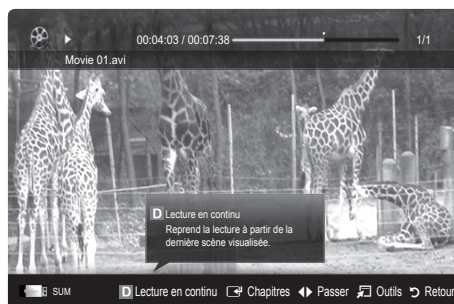 00:04:03 / 00:07:38 1/1
Movie 01.avi
D Lecture en continu
Reprend la lecture à partir de la
dernière scène visualisée.
SUM D Lecture en continu Chapitres Passer Outils Retour